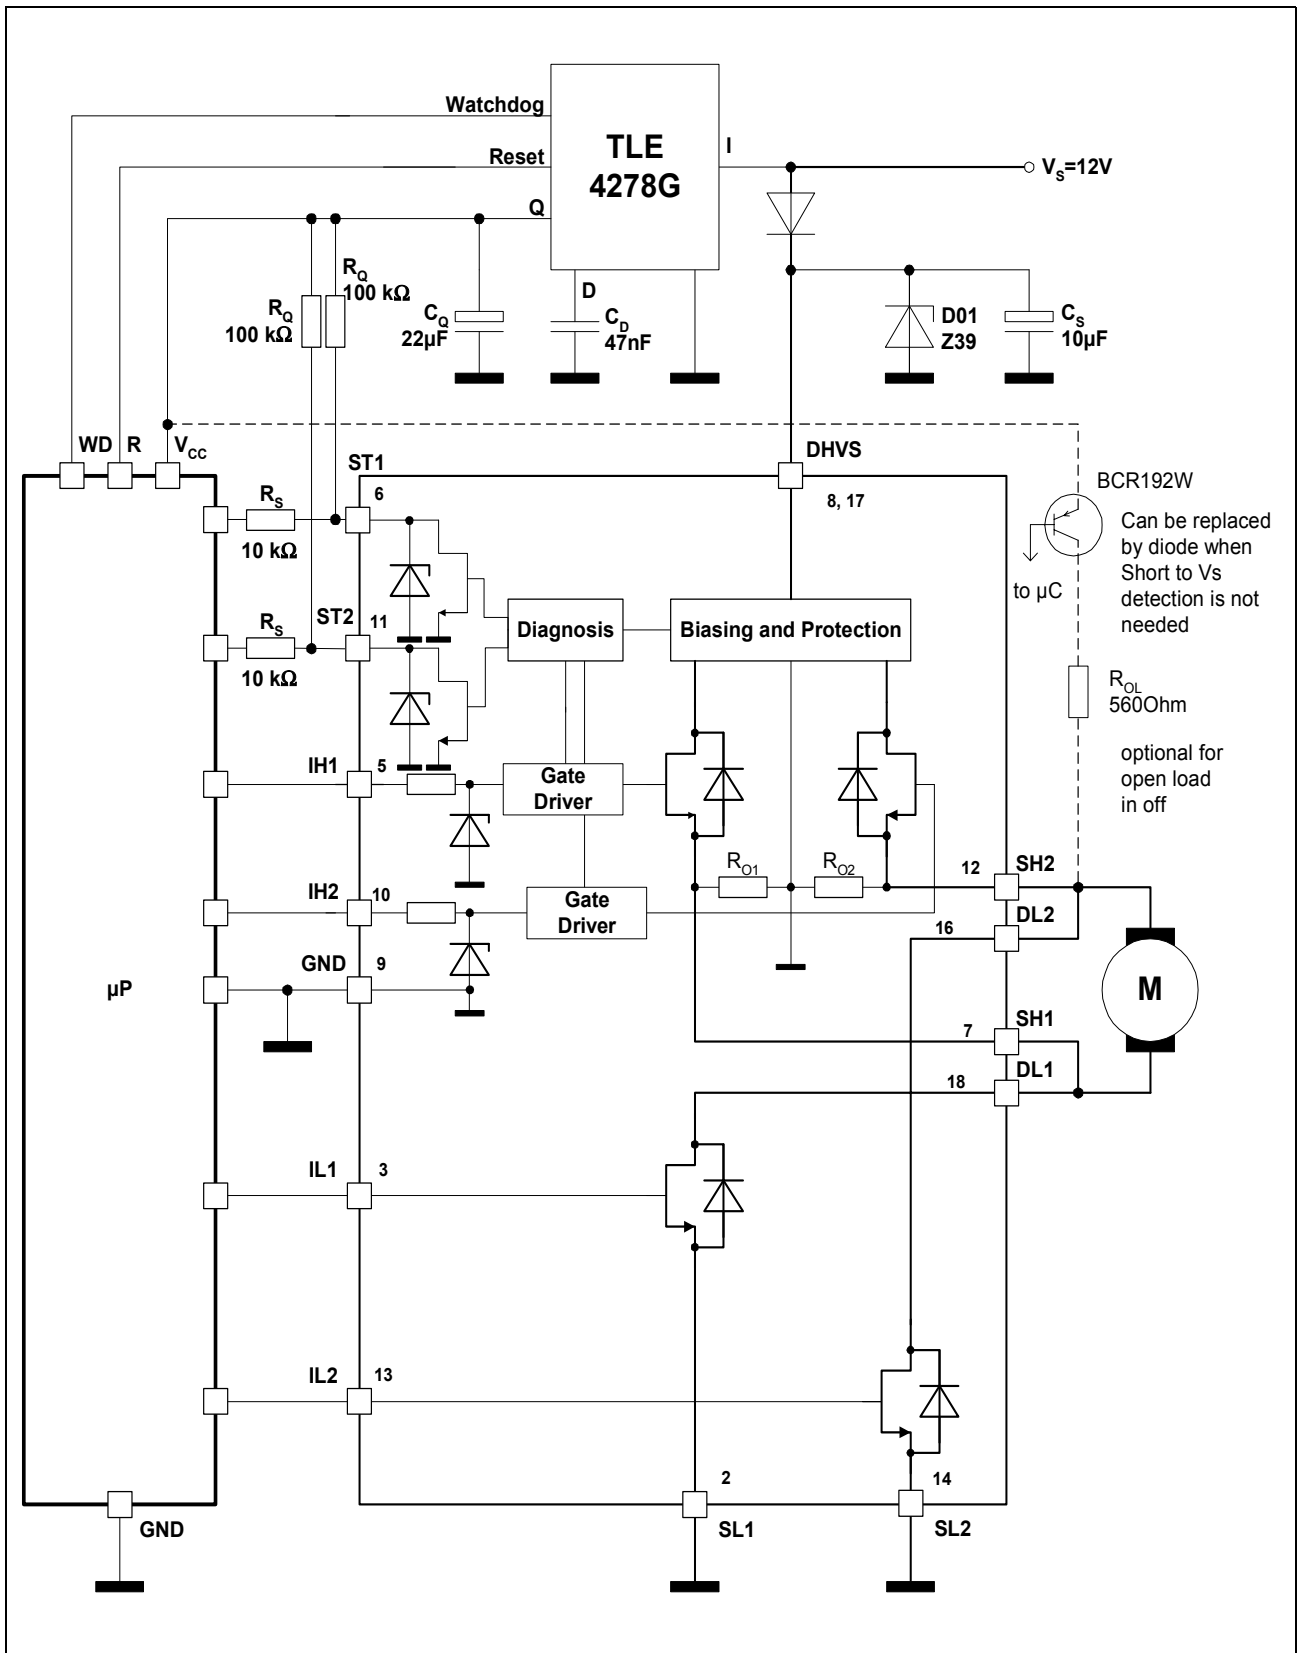 Watchdog
TLE
4278G
I
Reset
V_S=12V
Q
R_Q
100 kΩ
R_Q
100 kΩ
C_Q
22µF
D
C_D
47nF
D01
Z39
C_S
10µF
WD
R
V_CC
ST1
6
DHVS
8, 17
BCR192W
Can be replaced
by diode when
Short to Vs
detection is not
needed
to µC
R_S
10 kΩ
ST2
11
R_S
10 kΩ
Diagnosis
Biasing and Protection
R_OL
560Ohm
optional for
open load
in off
IH1
5
Gate
Driver
R_O1
R_O2
12
SH2
IH2
10
Gate
Driver
16
DL2
GND
9
µP
M
SH1
7
DL1
18
IL1
3
IL2
13
2
14
GND
SL1
SL2